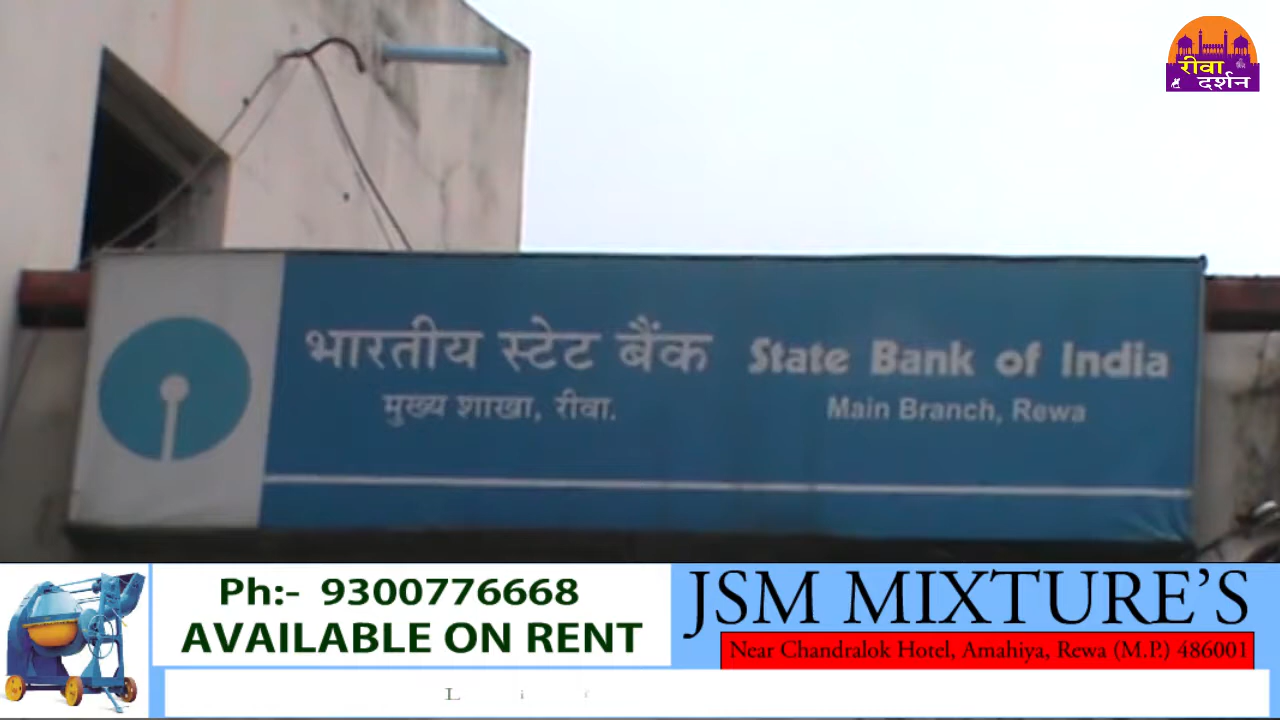 रीवा
दर्शन
भारतीय स्टेट बैंक State Bank of India
मुख्य शाखा, रीवा. Main Branch, Rewa
Ph:- 9300776668
AVAILABLE ON RENT
JSM MIXTURE'S
Near Chandralok Hotel, Amahiya, Rewa (M.P.) 486001